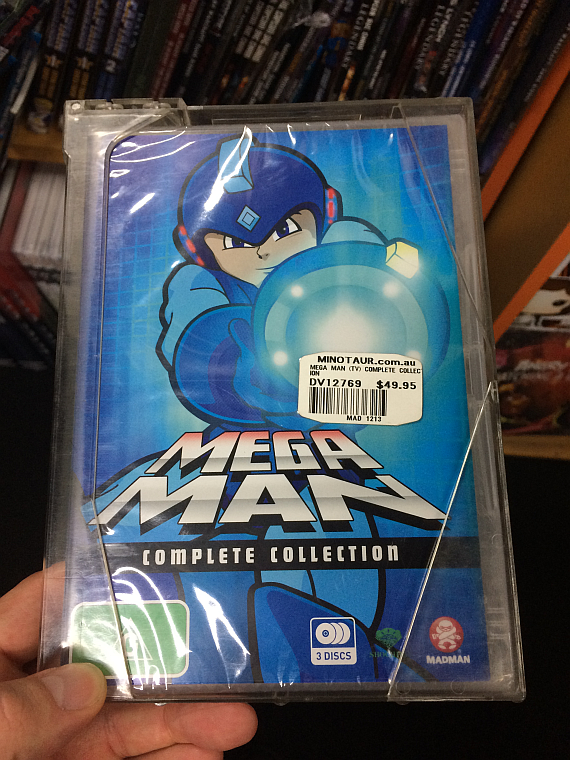 MINOTAUR.com.au
MEGA MAN (TV) COMPLETE COLLECT
ION
DV12769 $49.95
MAD 1213
MEGA
MAN
COMPLETE COLLECTION
3 DISCS
MADMAN